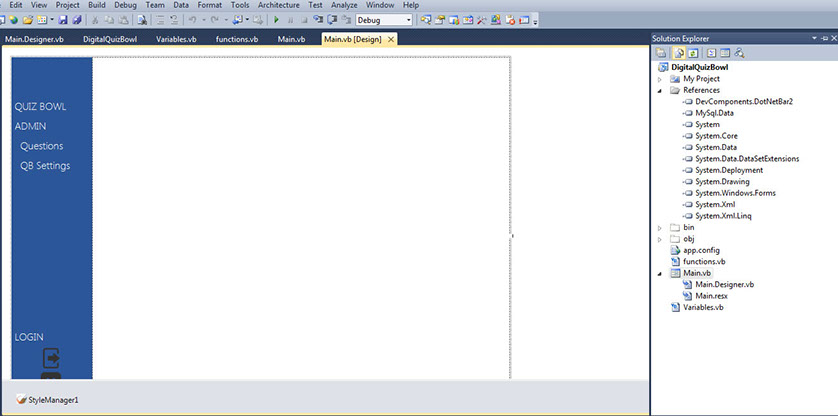 Edit View Project Build Debug Team Data Format Tools Architecture Test Analyze Window Help
Debug
Main.Designer.vb DigitalQuizBowl Variables.vb functions.vb Main.vb Main.vb [Design]
QUIZ BOWL
ADMIN
Questions
QB Settings
LOGIN
StyleManager1
Solution Explorer
DigitalQuizBowl
My Project
References
DevComponents.DotNetBar2
MySql.Data
System
System.Core
System.Data
System.Data.DataSetExtensions
System.Deployment
System.Drawing
System.Windows.Forms
System.Xml
System.Xml.Linq
bin
obj
app.config
functions.vb
Main.vb
Main.Designer.vb
Main.resx
Variables.vb